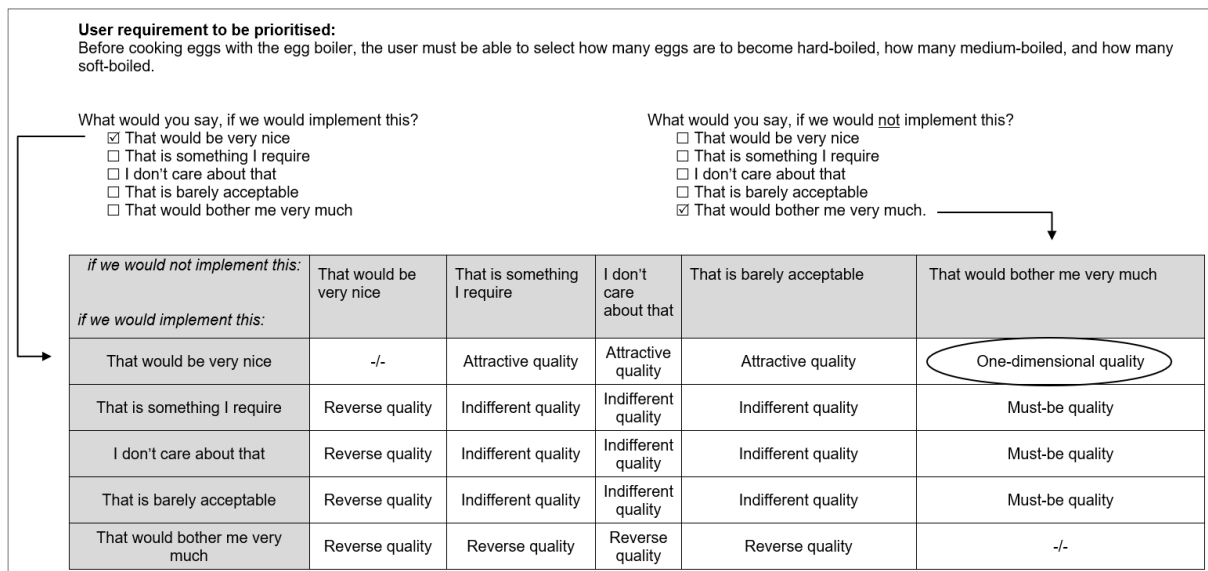 User requirement to be prioritised:
Before cooking eggs with the egg boiler, the user must be able to select how many eggs are to become hard-boiled, how many medium-boiled, and how many
soft-boiled.
What would you say, if we would implement this?
☑ That would be very nice
☐ That is something I require
☐ I don't care about that
☐ That is barely acceptable
☐ That would bother me very much
What would you say, if we would not implement this?
☐ That would be very nice
☐ That is something I require
☐ I don't care about that
☐ That is barely acceptable
☑ That would bother me very much.
if we would not implement this:
if we would implement this:
That would be
very nice
That is something
I require
I don't
care
about that
That is barely acceptable
That would bother me very much
That would be very nice
-/-
Attractive quality
Attractive
quality
Attractive quality
One-dimensional quality
That is something I require
Reverse quality
Indifferent quality
Indifferent
quality
Indifferent quality
Must-be quality
I don't care about that
Reverse quality
Indifferent quality
Indifferent
quality
Indifferent quality
Must-be quality
That is barely acceptable
Reverse quality
Indifferent quality
Indifferent
quality
Indifferent quality
Must-be quality
That would bother me very
much
Reverse quality
Reverse quality
Reverse
quality
Reverse quality
-/-